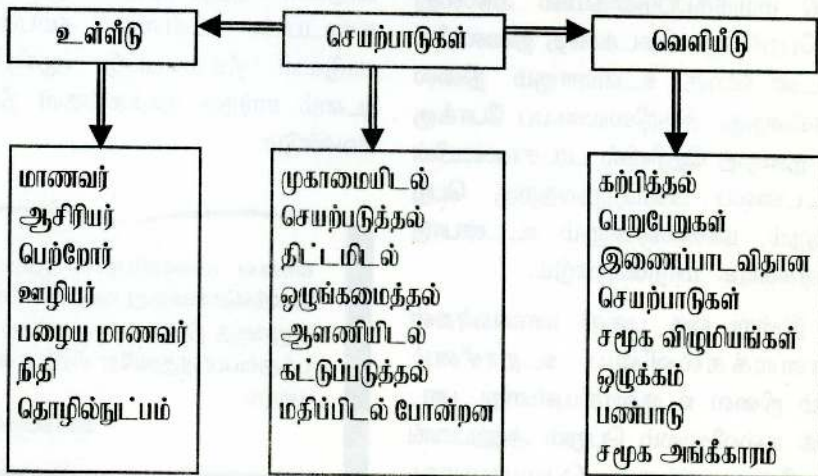 உள்ளீடு
செயற்பாடுகள்
வெளியீடு
மாணவர்
ஆசிரியர்
பெற்றோர்
ஊழியர்
பழைய மாணவர்
நிதி
தொழில்நுட்பம்
முகாமையிடல்
செயற்படுத்தல்
திட்டமிடல்
ஒழுங்கமைத்தல்
ஆளணியிடல்
கட்டுப்படுத்தல்
மதிப்பிடல் போன்றன
கற்பித்தல்
பெறுபேறுகள்
இணைப்பாடவிதான
செயற்பாடுகள்
சமூக விழுமியங்கள்
ஒழுக்கம்
பண்பாடு
சமூக அங்கீகாரம்